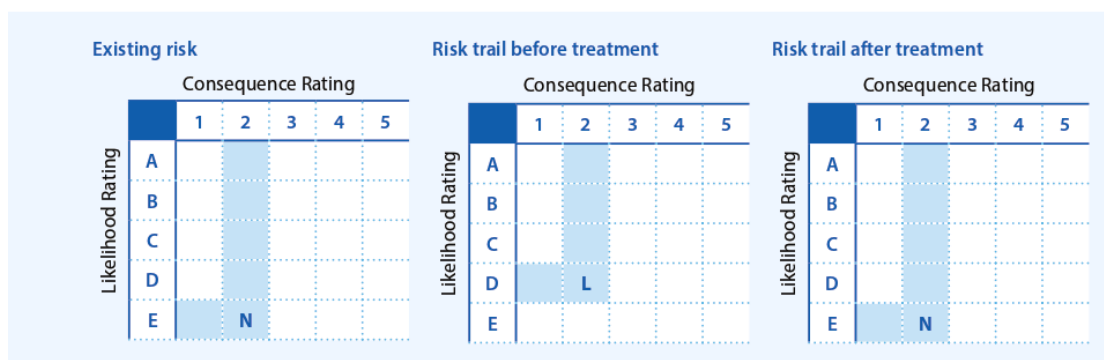 Existing risk
Consequence Rating
1 2 3 4 5
Likelihood Rating
A
B
C
D
E N
Risk trail before treatment
Consequence Rating
1 2 3 4 5
Likelihood Rating
A
B
C
D L
E
Risk trail after treatment
Consequence Rating
1 2 3 4 5
Likelihood Rating
A
B
C
D
E N